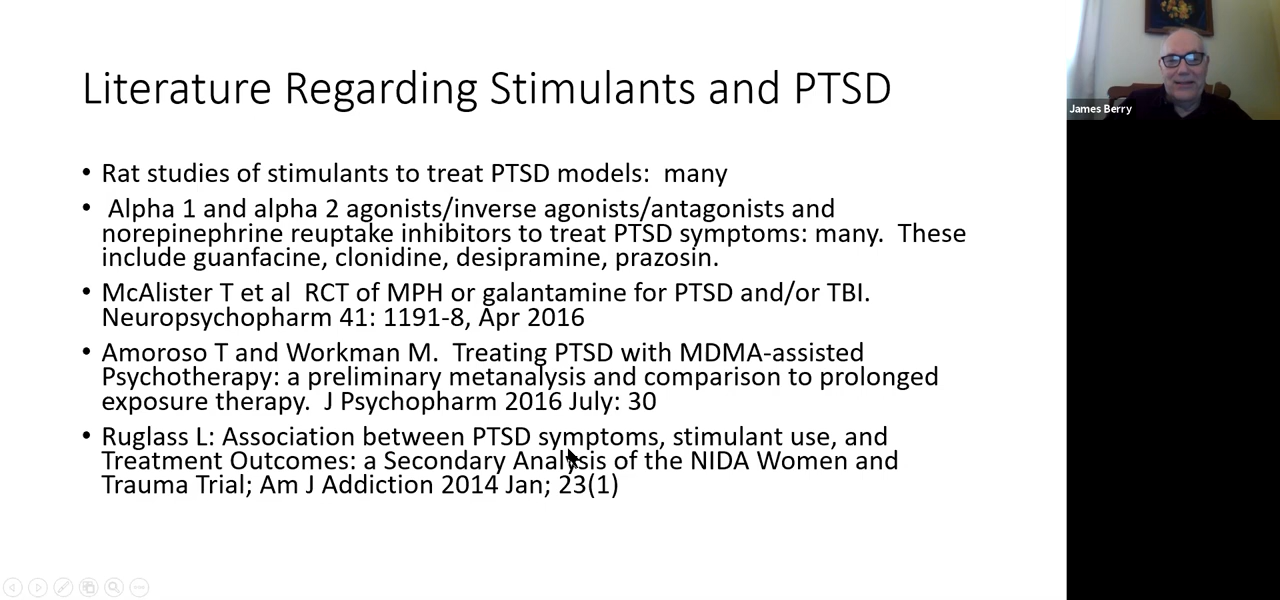 Literature Regarding Stimulants and PTSD
• Rat studies of stimulants to treat PTSD models:  many
•  Alpha 1 and alpha 2 agonists/inverse agonists/antagonists and
norepinephrine reuptake inhibitors to treat PTSD symptoms: many.  These
include guanfacine, clonidine, desipramine, prazosin.
• McAlister T et al  RCT of MPH or galantamine for PTSD and/or TBI.
Neuropsychopharm 41: 1191-8, Apr 2016
• Amoroso T and Workman M.  Treating PTSD with MDMA-assisted
Psychotherapy: a preliminary metanalysis and comparison to prolonged
exposure therapy.  J Psychopharm 2016 July: 30
• Ruglass L: Association between PTSD symptoms, stimulant use, and
Treatment Outcomes: a Secondary Analysis of the NIDA Women and
Trauma Trial; Am J Addiction 2014 Jan; 23(1)
James Berry